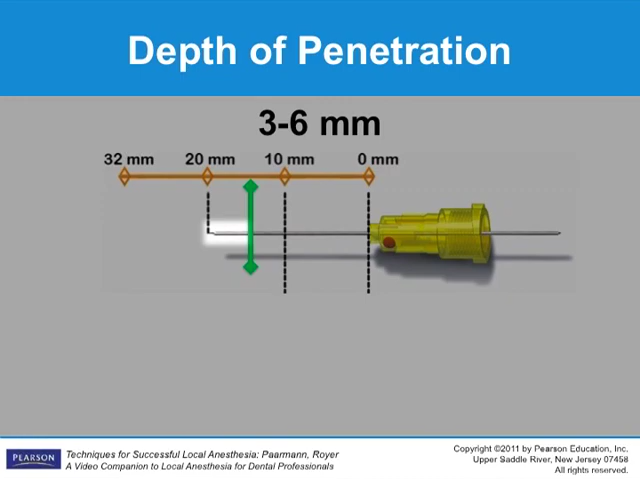 Depth of Penetration
3-6 mm
32 mm 20 mm 10 mm 0 mm
PEARSON
Techniques for Successful Local Anesthesia: Paarmann, Royer
A Video Companion to Local Anesthesia for Dental Professionals
Copyright ©2011 by Pearson Education, Inc.
Upper Saddle River, New Jersey 07458
All rights reserved.